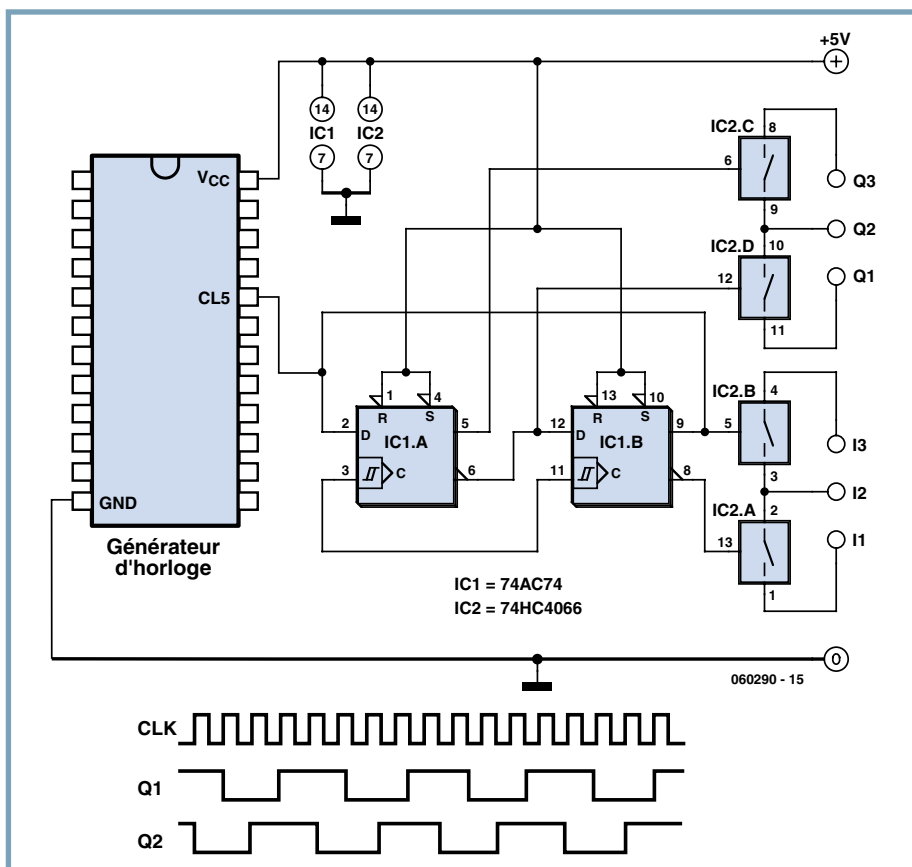 +5V
+
14
14
IC1
IC2
7
7
VCC
CL5
GND
Générateur
d'horloge
IC2.C
8
6
9
Q3
Q2
IC2.D
10
12
11
Q1
1
4
R
S
2
D
5
IC1.A
3
C
6
13
10
R
S
12
D
9
IC1.B
11
C
8
IC2.B
4
5
3
I3
I2
IC2.A
2
13
1
I1
IC1 = 74AC74
IC2 = 74HC4066
0
060290 - 15
CLK
Q1
Q2